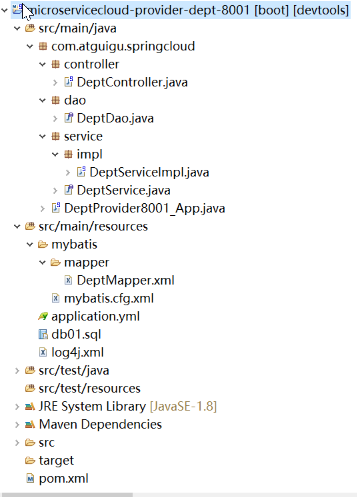 microservicecloud-provider-dept-8001 [boot] [devtools]
src/main/java
com.atguigu.springcloud
controller
DeptController.java
dao
DeptDao.java
service
impl
DeptServiceImpl.java
DeptService.java
DeptProvider8001_App.java
src/main/resources
mybatis
mapper
DeptMapper.xml
mybatis.cfg.xml
application.yml
db01.sql
log4j.xml
src/test/java
src/test/resources
JRE System Library [JavaSE-1.8]
Maven Dependencies
src
target
pom.xml